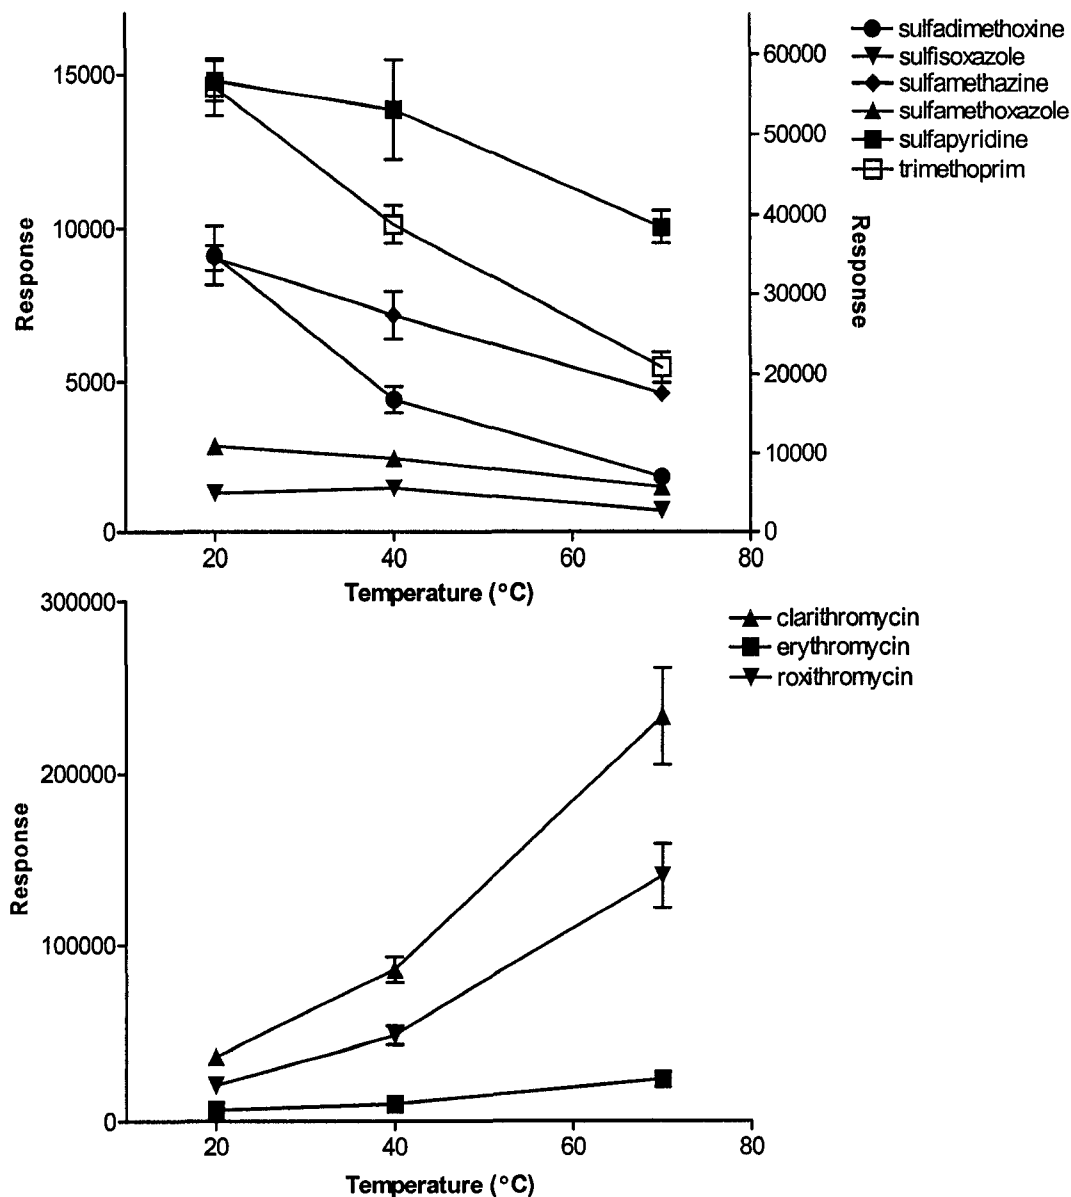 sulfadimethoxine
sulfisoxazole
sulfamethazine
sulfamethoxazole
sulfapyridine
trimethoprim
15000
10000
5000
0
Response
60000
50000
40000
30000
20000
10000
0
Response
20 40 60 80
Temperature (°C)
clarithromycin
erythromycin
roxithromycin
300000
200000
100000
0
Response
20 40 60 80
Temperature (°C)